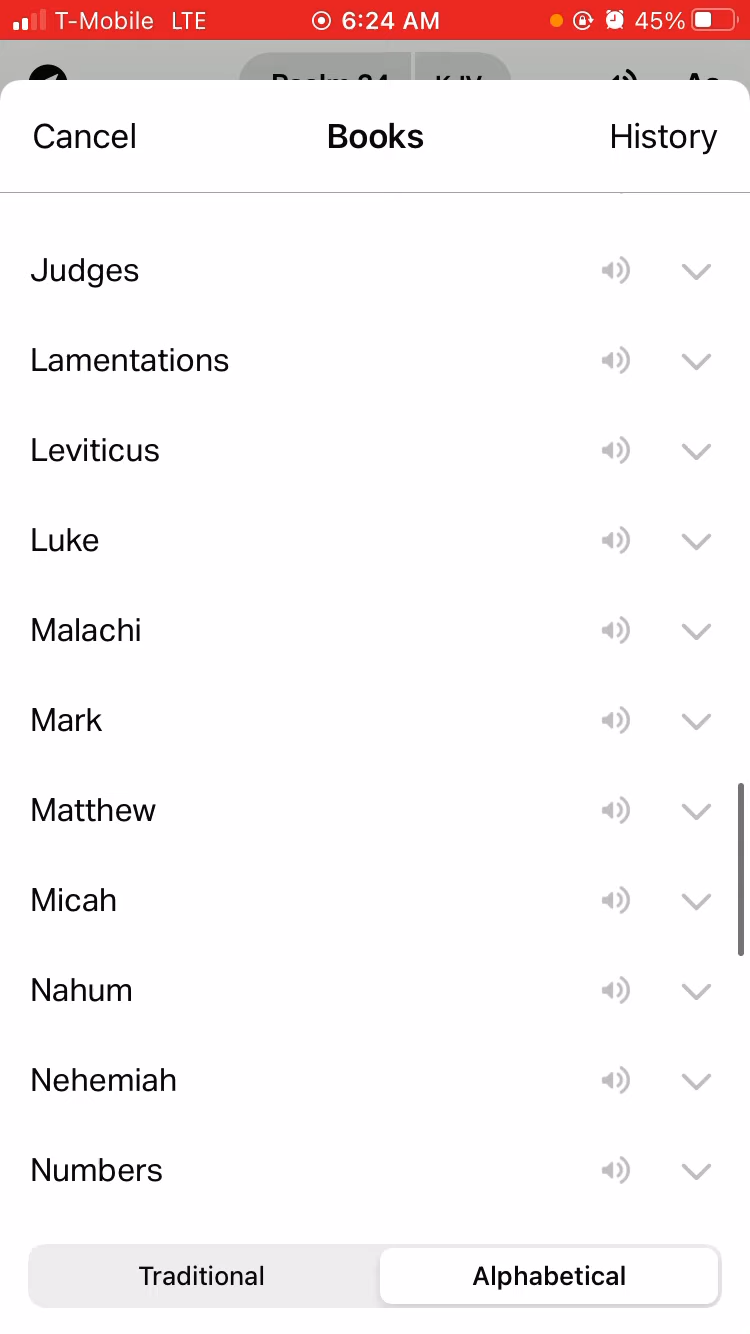 T-Mobile LTE 6:24 AM 45%
Cancel Books History
Judges
Lamentations
Leviticus
Luke
Malachi
Mark
Matthew
Micah
Nahum
Nehemiah
Numbers
Traditional Alphabetical